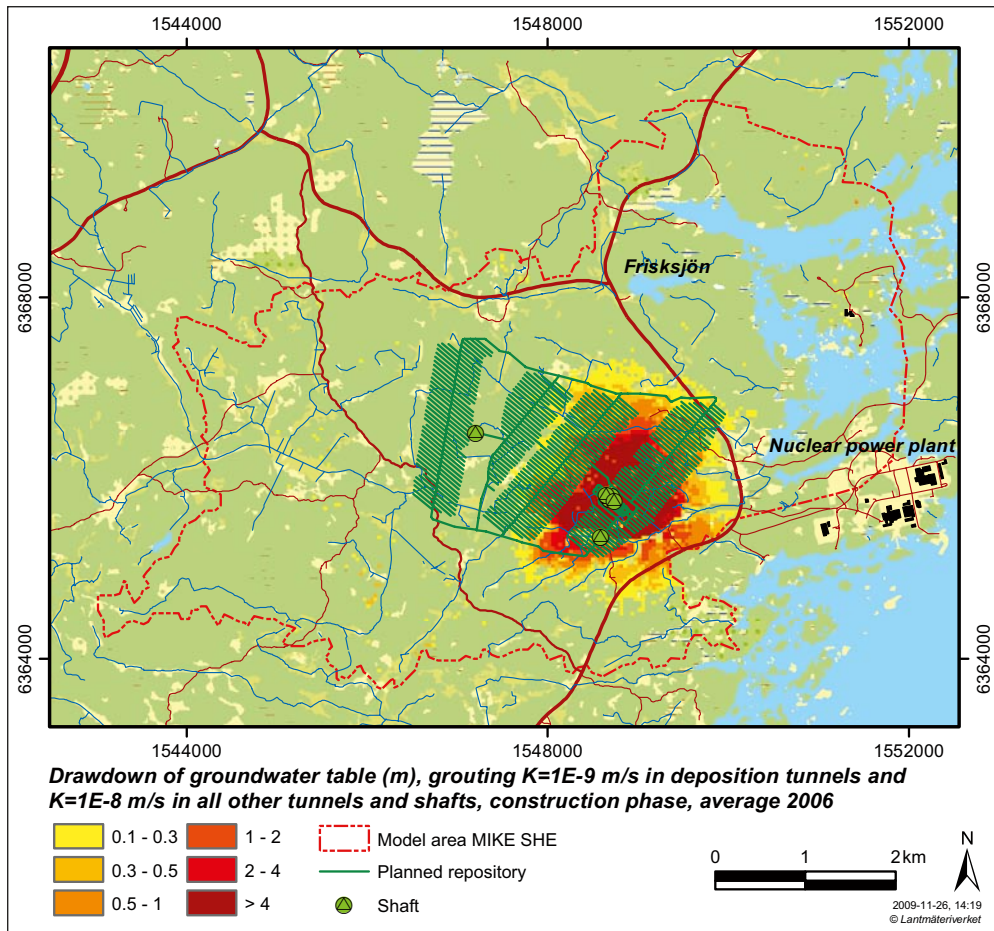 1544000 1548000 1552000
6368000 6368000
Frisksjön
Nuclear power plant
6364000 6364000
1544000 1548000 1552000
Drawdown of groundwater table (m), grouting K=1E-9 m/s in deposition tunnels and
K=1E-8 m/s in all other tunnels and shafts, construction phase, average 2006
0.1 - 0.3 1 - 2 Model area MIKE SHE
0.3 - 0.5 2 - 4 Planned repository
0.5 - 1 > 4 Shaft
0 1 2 km
N
2009-11-26, 14:19
© Lantmäteriverket